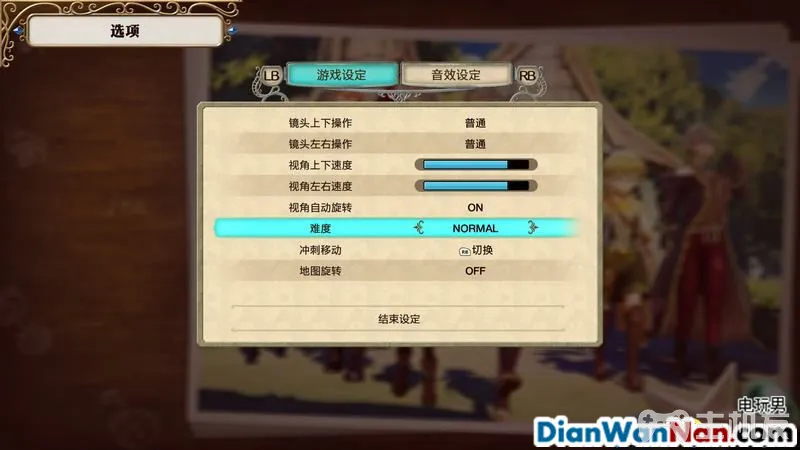 选项
LB 游戏设定 音效设定 RB
镜头上下操作 普通
镜头左右操作 普通
视角上下速度
视角左右速度
视角自动旋转 ON
难度 NORMAL
冲刺移动 RB 切换
地图旋转 OFF
结束设定
电玩男
DianWanNan.com